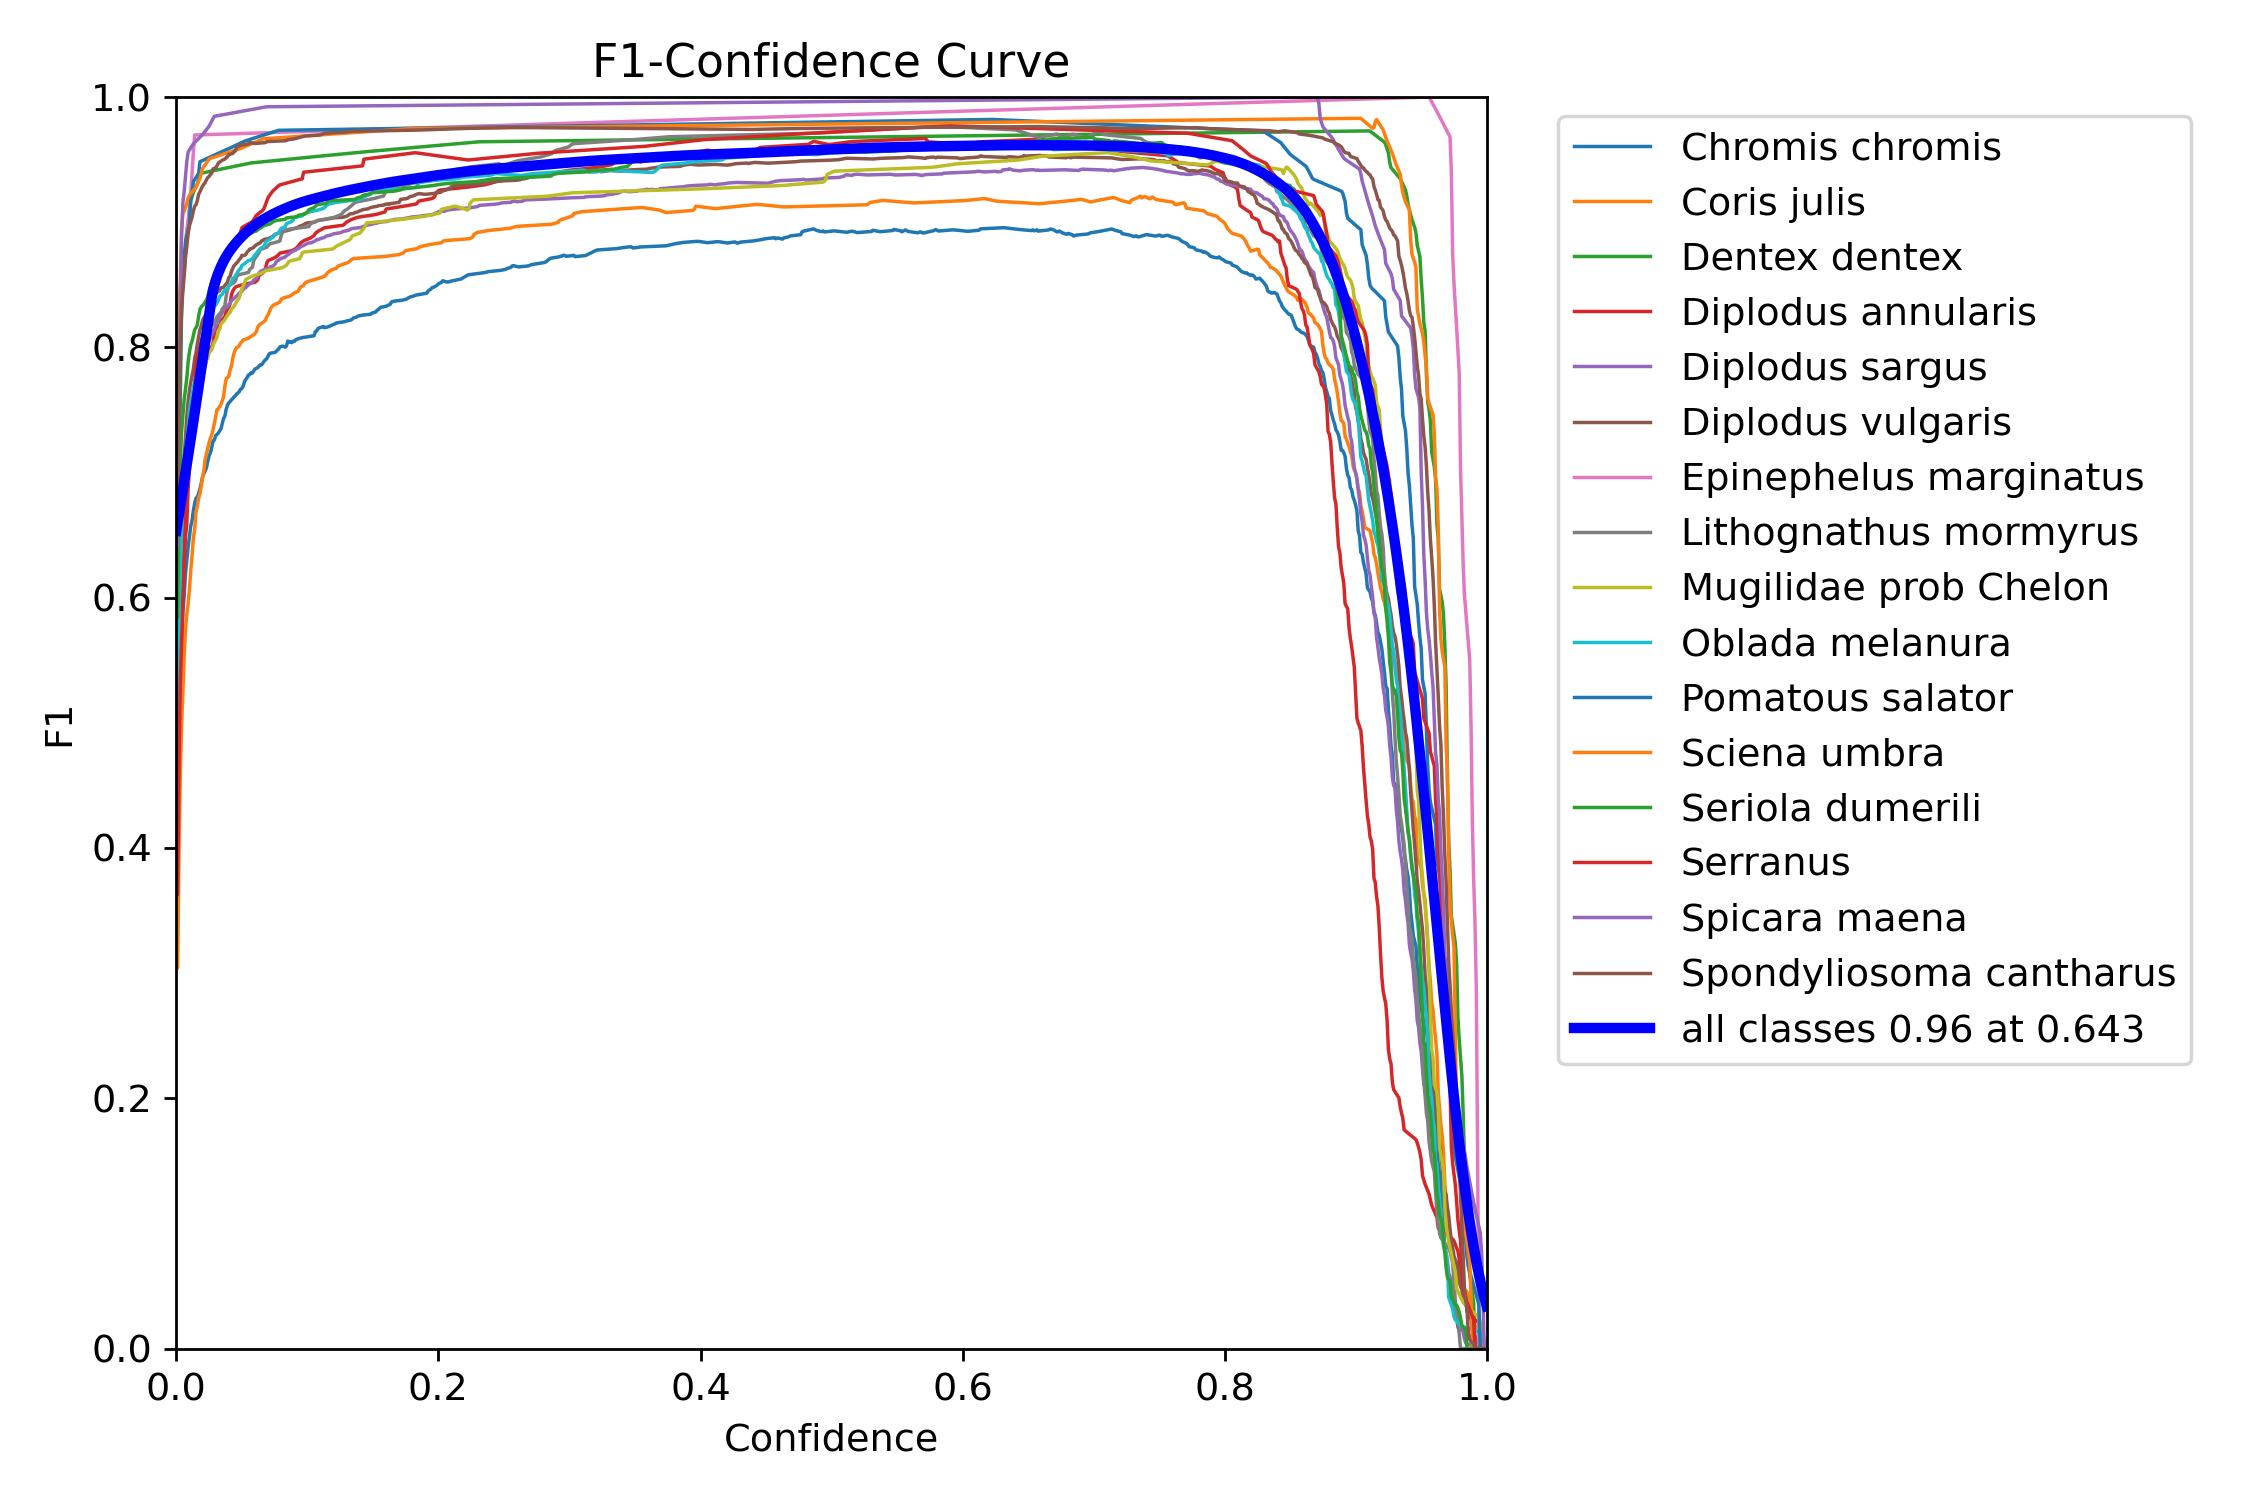 F1-Confidence Curve
1.0
0.8
0.6
0.4
0.2
0.0
F1
0.0 0.2 0.4 0.6 0.8 1.0
Confidence
Chromis chromis
Coris julis
Dentex dentex
Diplodus annularis
Diplodus sargus
Diplodus vulgaris
Epinephelus marginatus
Lithognathus mormyrus
Mugilidae prob Chelon
Oblada melanura
Pomatous salator
Sciena umbra
Seriola dumerili
Serranus
Spicara maena
Spondyliosoma cantharus
all classes 0.96 at 0.643